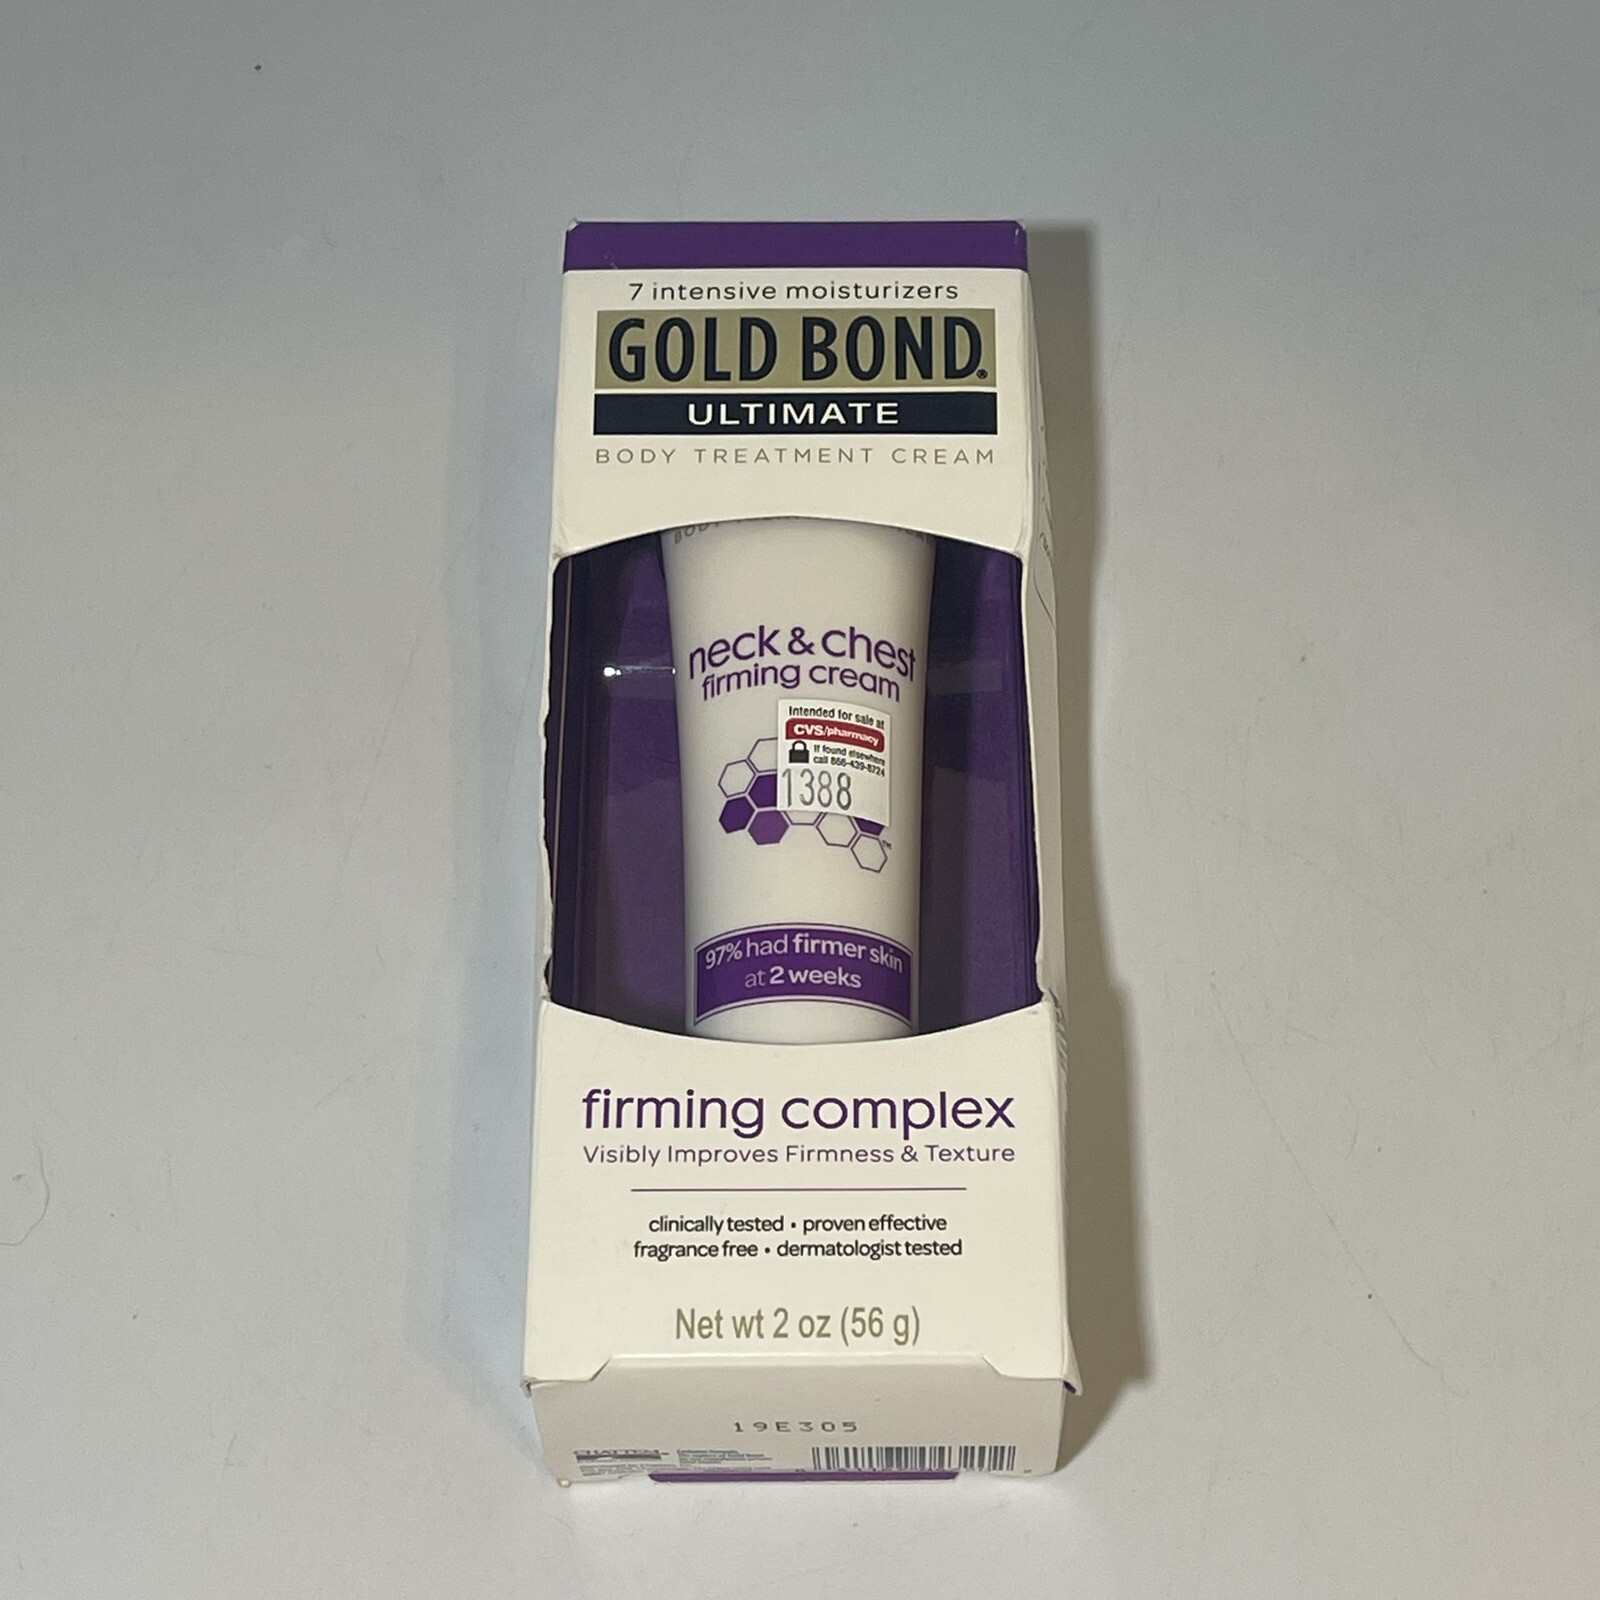 7 intensive moisturizers
GOLD BOND®
ULTIMATE
BODY TREATMENT CREAM
neck & chest
firming cream
Intended for sale at
CVS/pharmacy
If found elsewhere
call 866-439-8724
1388
TM
97% had firmer skin
at 2 weeks
firming complex
Visibly Improves Firmness & Texture
clinically tested • proven effective
fragrance free • dermatologist tested
Net wt 2 oz (56 g)
19E305
CHATTEM